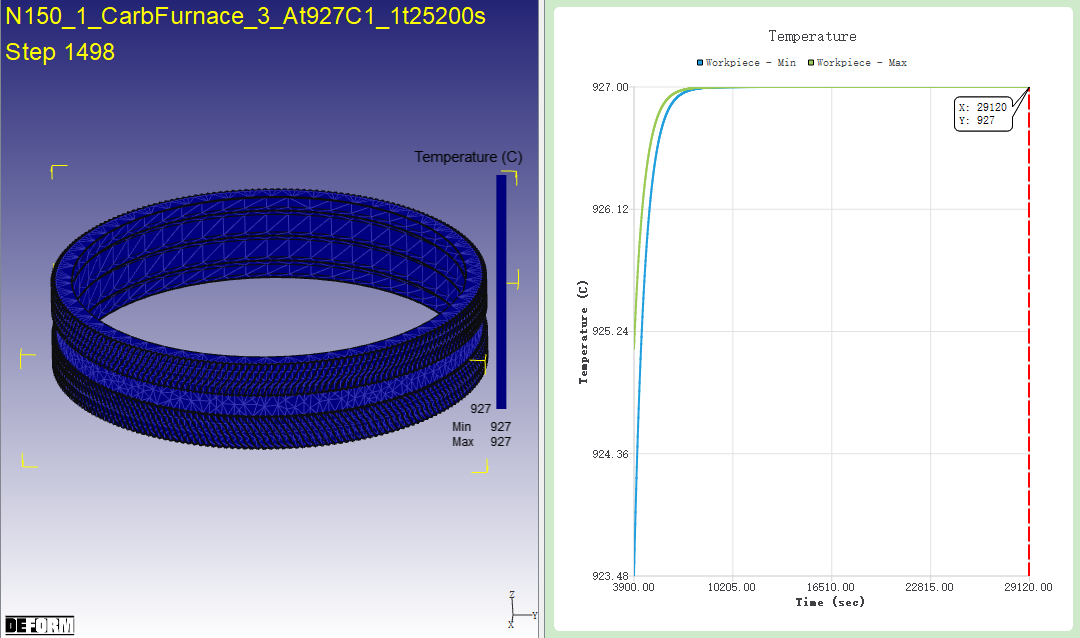 N150_1_CarbFurnace_3_At927C1_1t25200s
Step 1498
Temperature (C)
927
Min 927
Max 927
Z
Y
X
DEFORM
Temperature
Workpiece - Min Workpiece - Max
927.00
926.12
925.24
924.36
923.48
Temperature (C)
X: 29120
Y: 927
3900.00 10205.00 16510.00 22815.00 29120.00
Time (sec)